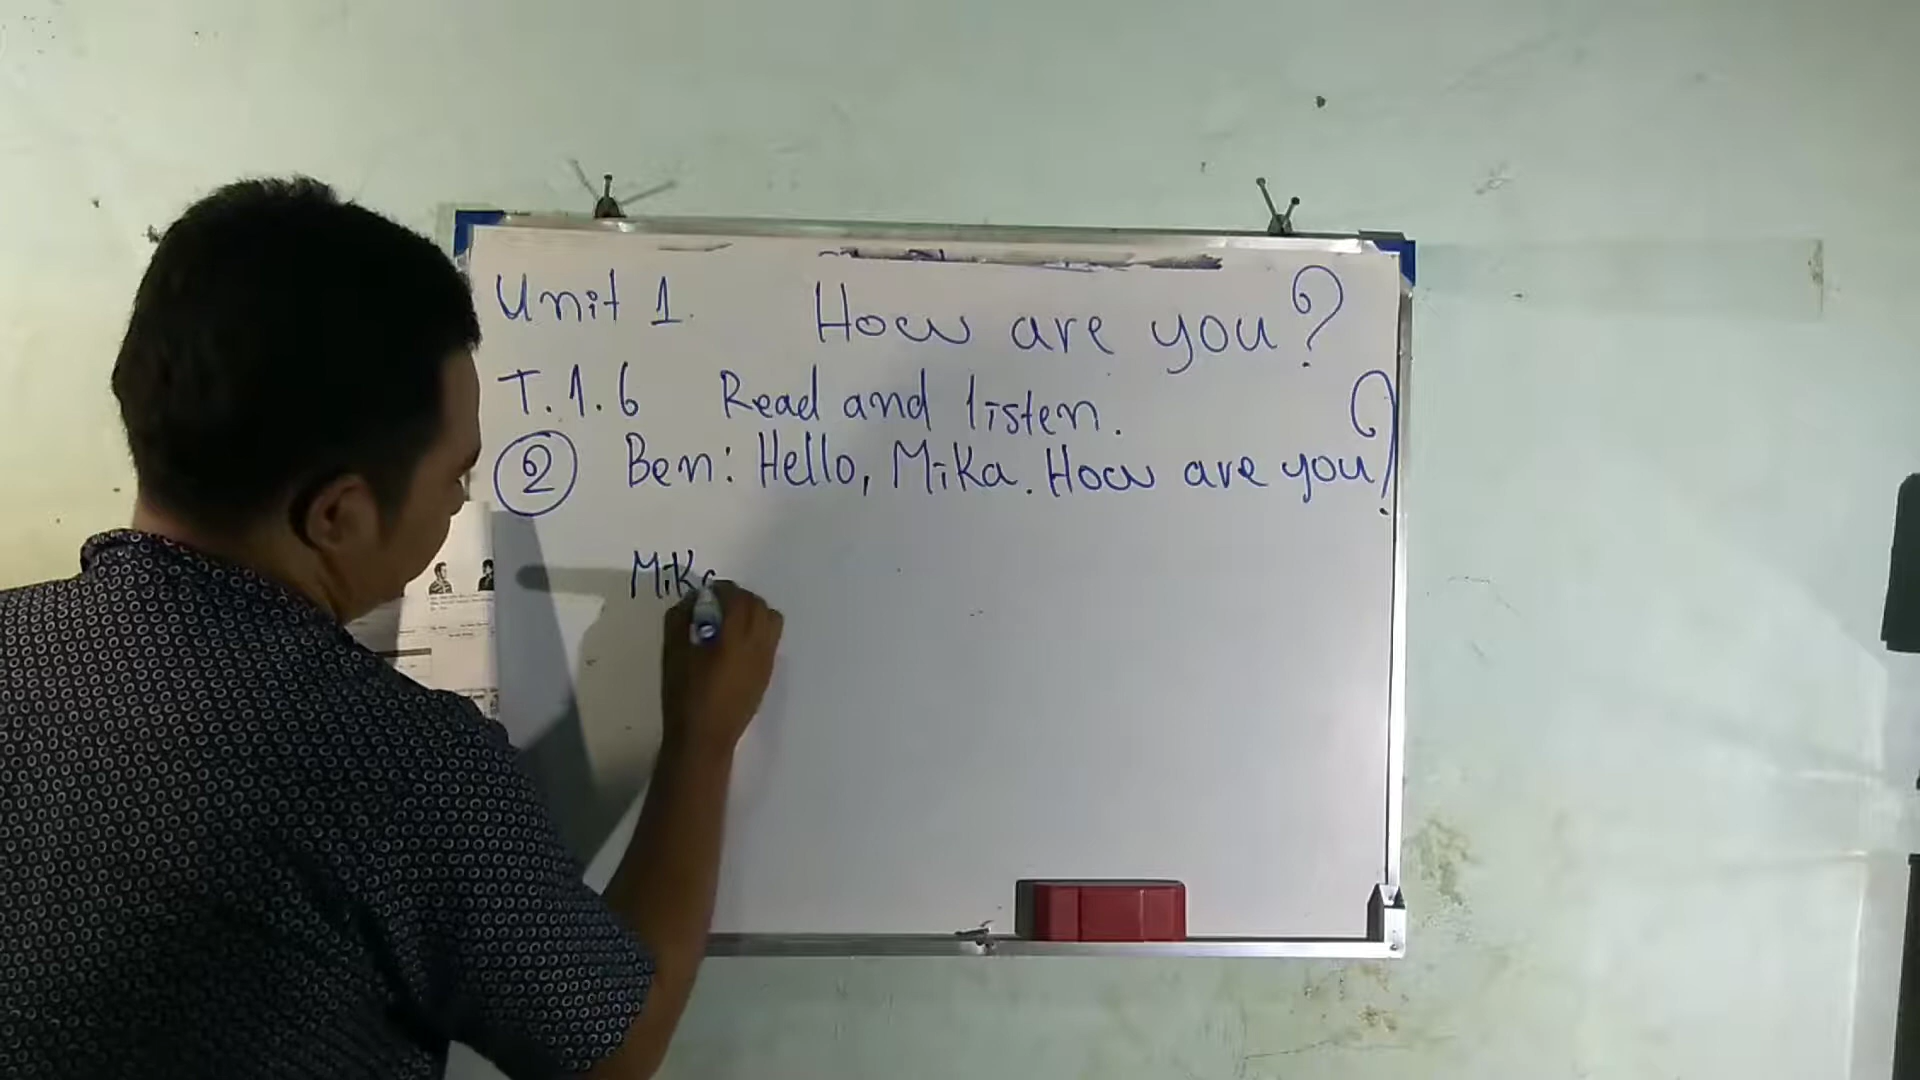 Unit 1. How are you?
T.1.6 Read and listen.
2 Ben: Hello, Mika. How are you?
Mika